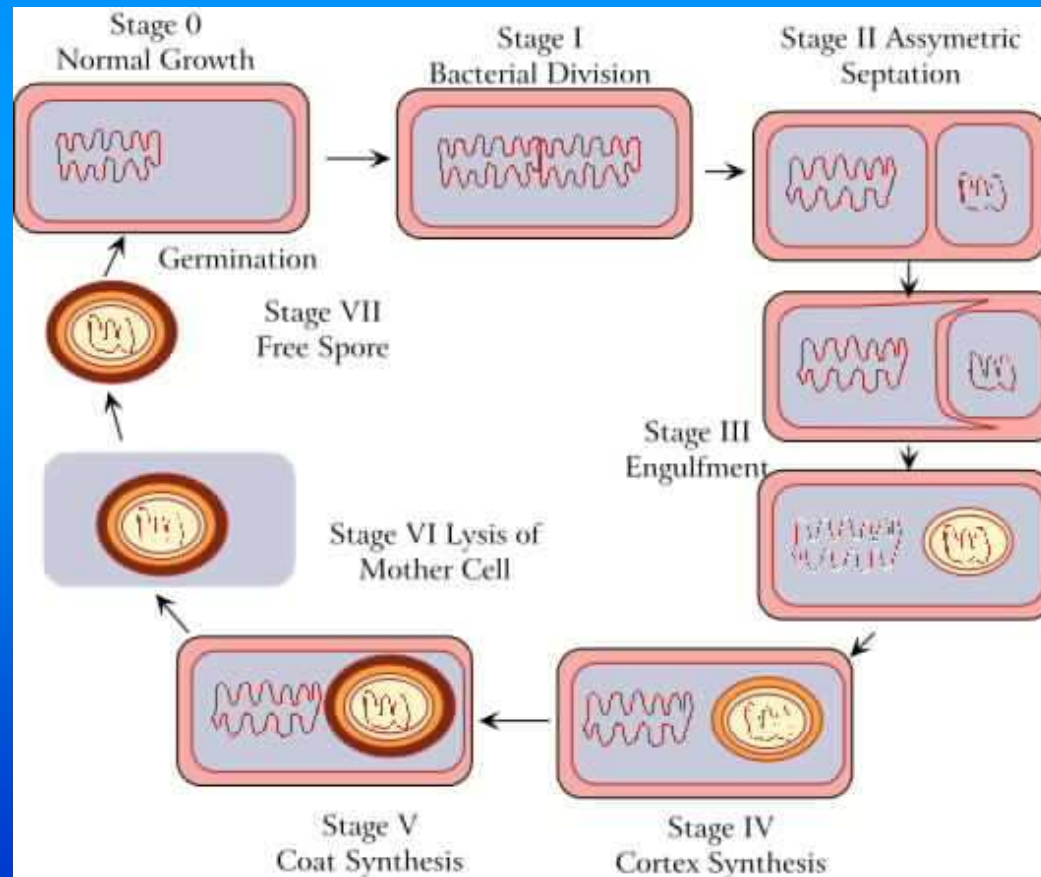 Stage 0
Normal Growth
Stage I
Bacterial Division
Stage II Assymetric
Septation
Germination
Stage VII
Free Spore
Stage III
Engulfment
Stage VI Lysis of
Mother Cell
Stage V
Coat Synthesis
Stage IV
Cortex Synthesis